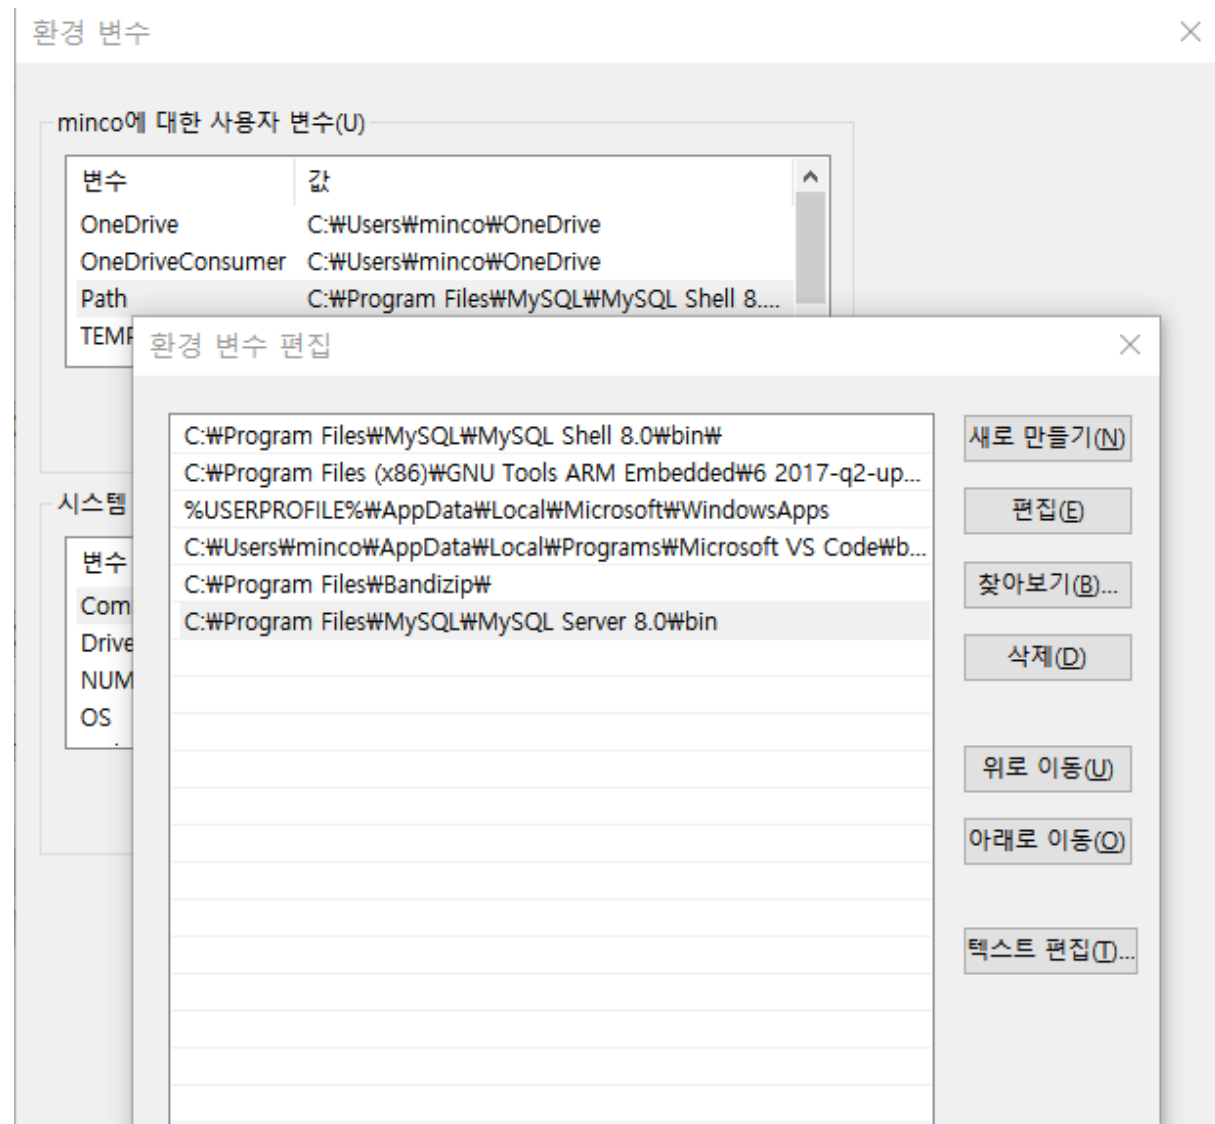 환경 변수
minco에 대한 사용자 변수(U)
변수 값
OneDrive C:₩Users₩minco₩OneDrive
OneDriveConsumer C:₩Users₩minco₩OneDrive
Path C:₩Program Files₩MySQL₩MySQL Shell 8....
TEMP
환경 변수 편집
C:₩Program Files₩MySQL₩MySQL Shell 8.0₩bin₩
C:₩Program Files (x86)₩GNU Tools ARM Embedded₩6 2017-q2-up...
%USERPROFILE%₩AppData₩Local₩Microsoft₩WindowsApps
C:₩Users₩minco₩AppData₩Local₩Programs₩Microsoft VS Code₩b...
C:₩Program Files₩Bandizip₩
C:₩Program Files₩MySQL₩MySQL Server 8.0₩bin
새로 만들기(N)
편집(E)
찾아보기(B)...
삭제(D)
위로 이동(U)
아래로 이동(O)
텍스트 편집(T)...
시스템
변수
Com
Drive
NUM
OS